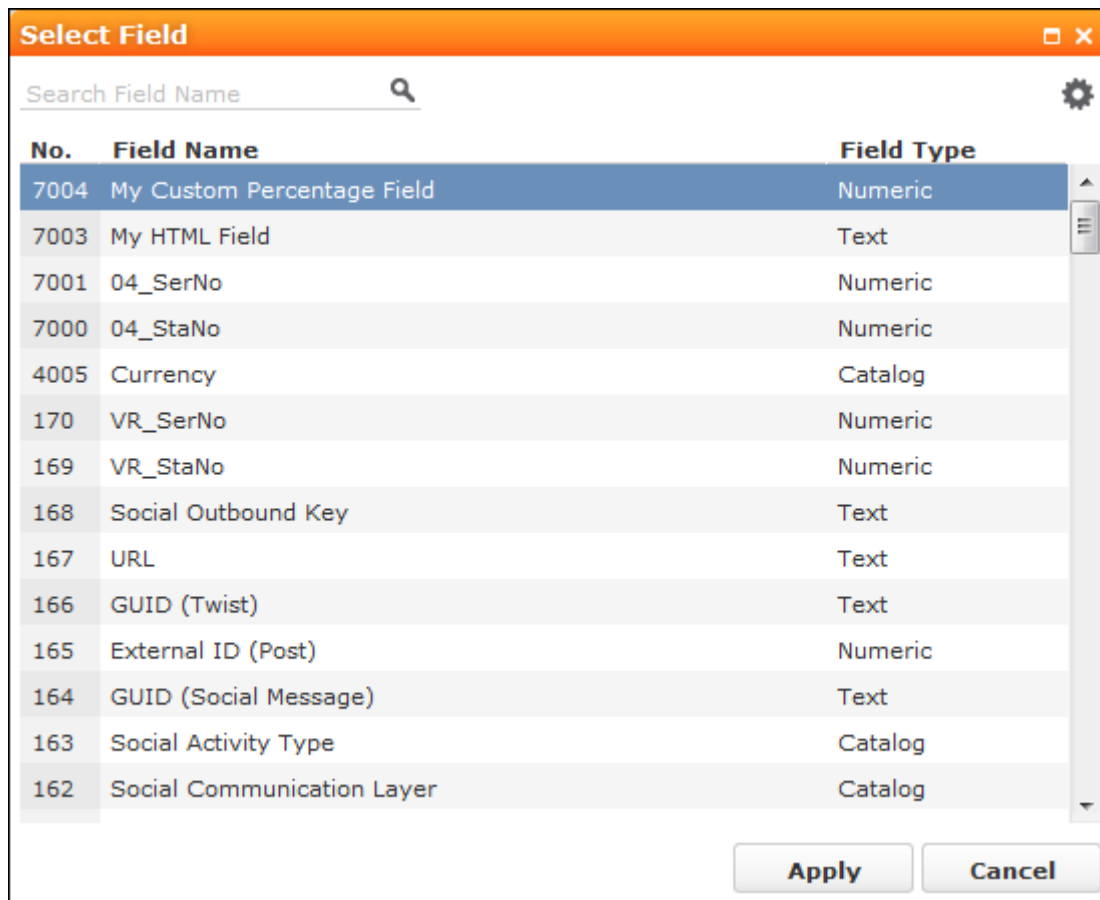 Select Field
Search Field Name
No. Field Name Field Type
7004 My Custom Percentage Field Numeric
7003 My HTML Field Text
7001 04_SerNo Numeric
7000 04_StaNo Numeric
4005 Currency Catalog
170 VR_SerNo Numeric
169 VR_StaNo Numeric
168 Social Outbound Key Text
167 URL Text
166 GUID (Twist) Text
165 External ID (Post) Numeric
164 GUID (Social Message) Text
163 Social Activity Type Catalog
162 Social Communication Layer Catalog
Apply Cancel